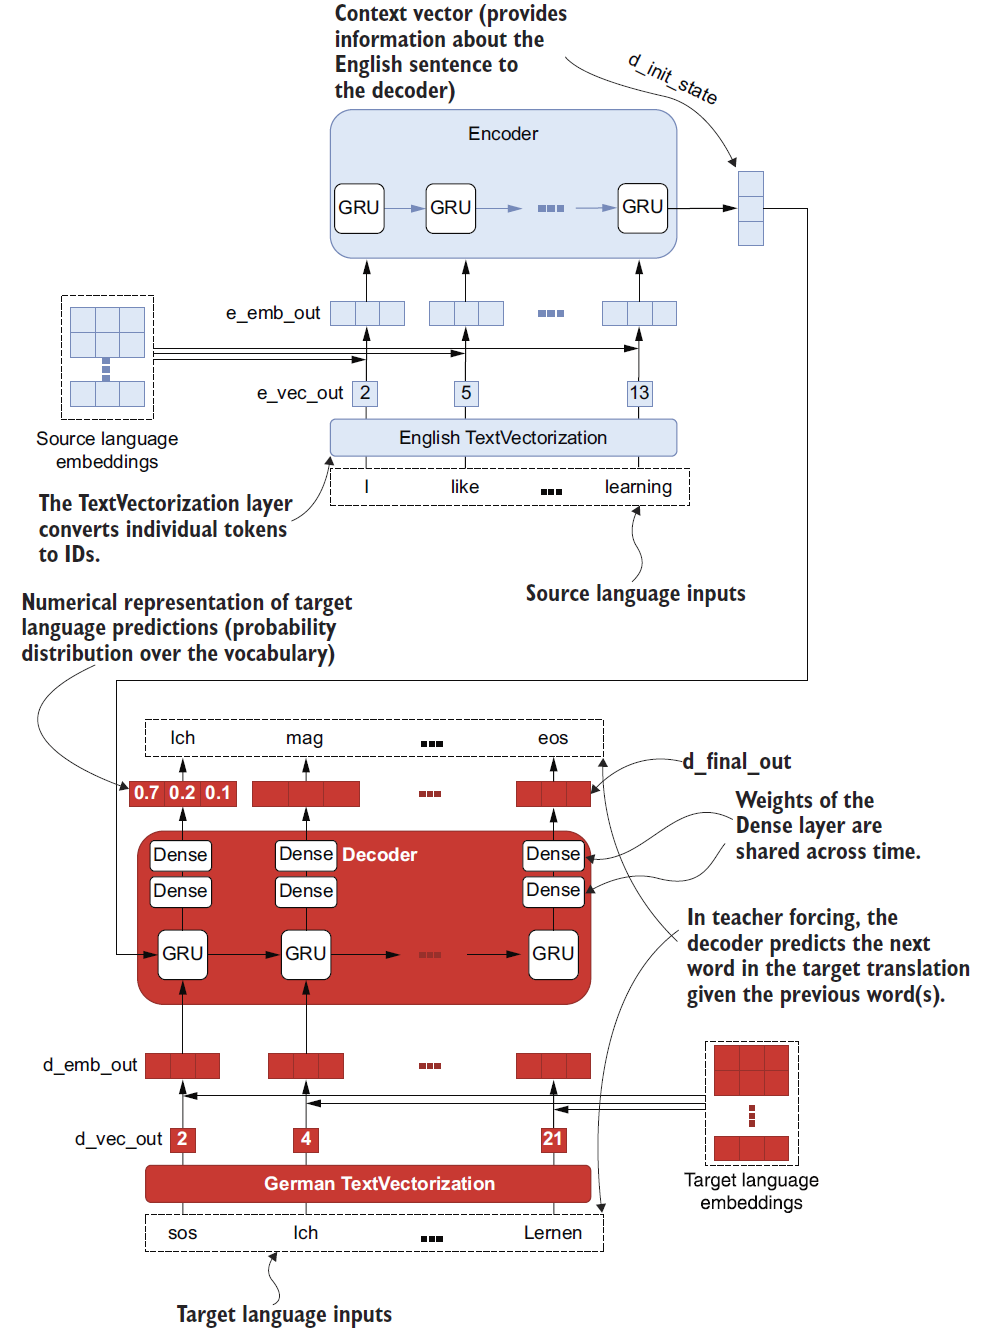 Context vector (provides
information about the
English sentence to
the decoder)
d_init_state
Encoder
GRU
GRU
GRU
e_emb_out
e_vec_out
2
5
13
Source language
embeddings
English TextVectorization
I
like
learning
The TextVectorization layer
converts individual tokens
to IDs.
Source language inputs
Numerical representation of target
language predictions (probability
distribution over the vocabulary)
Ich
mag
eos
d_final_out
0.7 0.2 0.1
Weights of the
Dense layer are
shared across time.
Dense
Dense
Decoder
Dense
Dense
Dense
Dense
GRU
GRU
GRU
In teacher forcing, the
decoder predicts the next
word in the target translation
given the previous word(s).
d_emb_out
d_vec_out
2
4
21
German TextVectorization
Target language
embeddings
sos
Ich
Lernen
Target language inputs